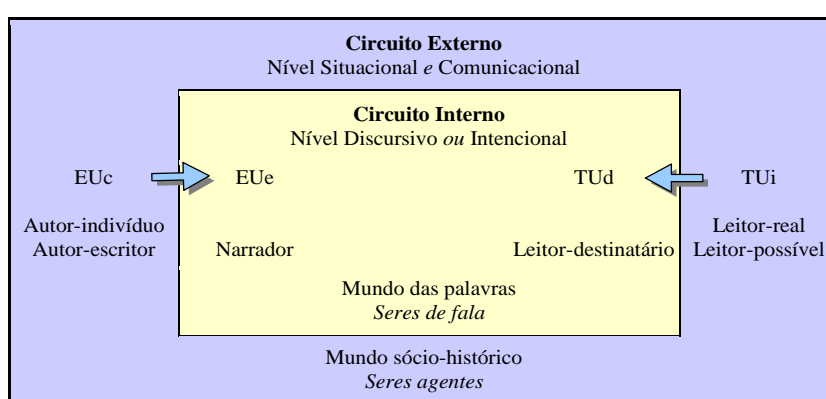 Circuito Externo
Nível Situacional e Comunicacional
Circuito Interno
Nível Discursivo ou Intencional
EUc EUe TUd TUi
Autor-indivíduo Leitor-real
Autor-escritor Narrador Leitor-destinatário Leitor-possível
Mundo das palavras
Seres de fala
Mundo sócio-histórico
Seres agentes